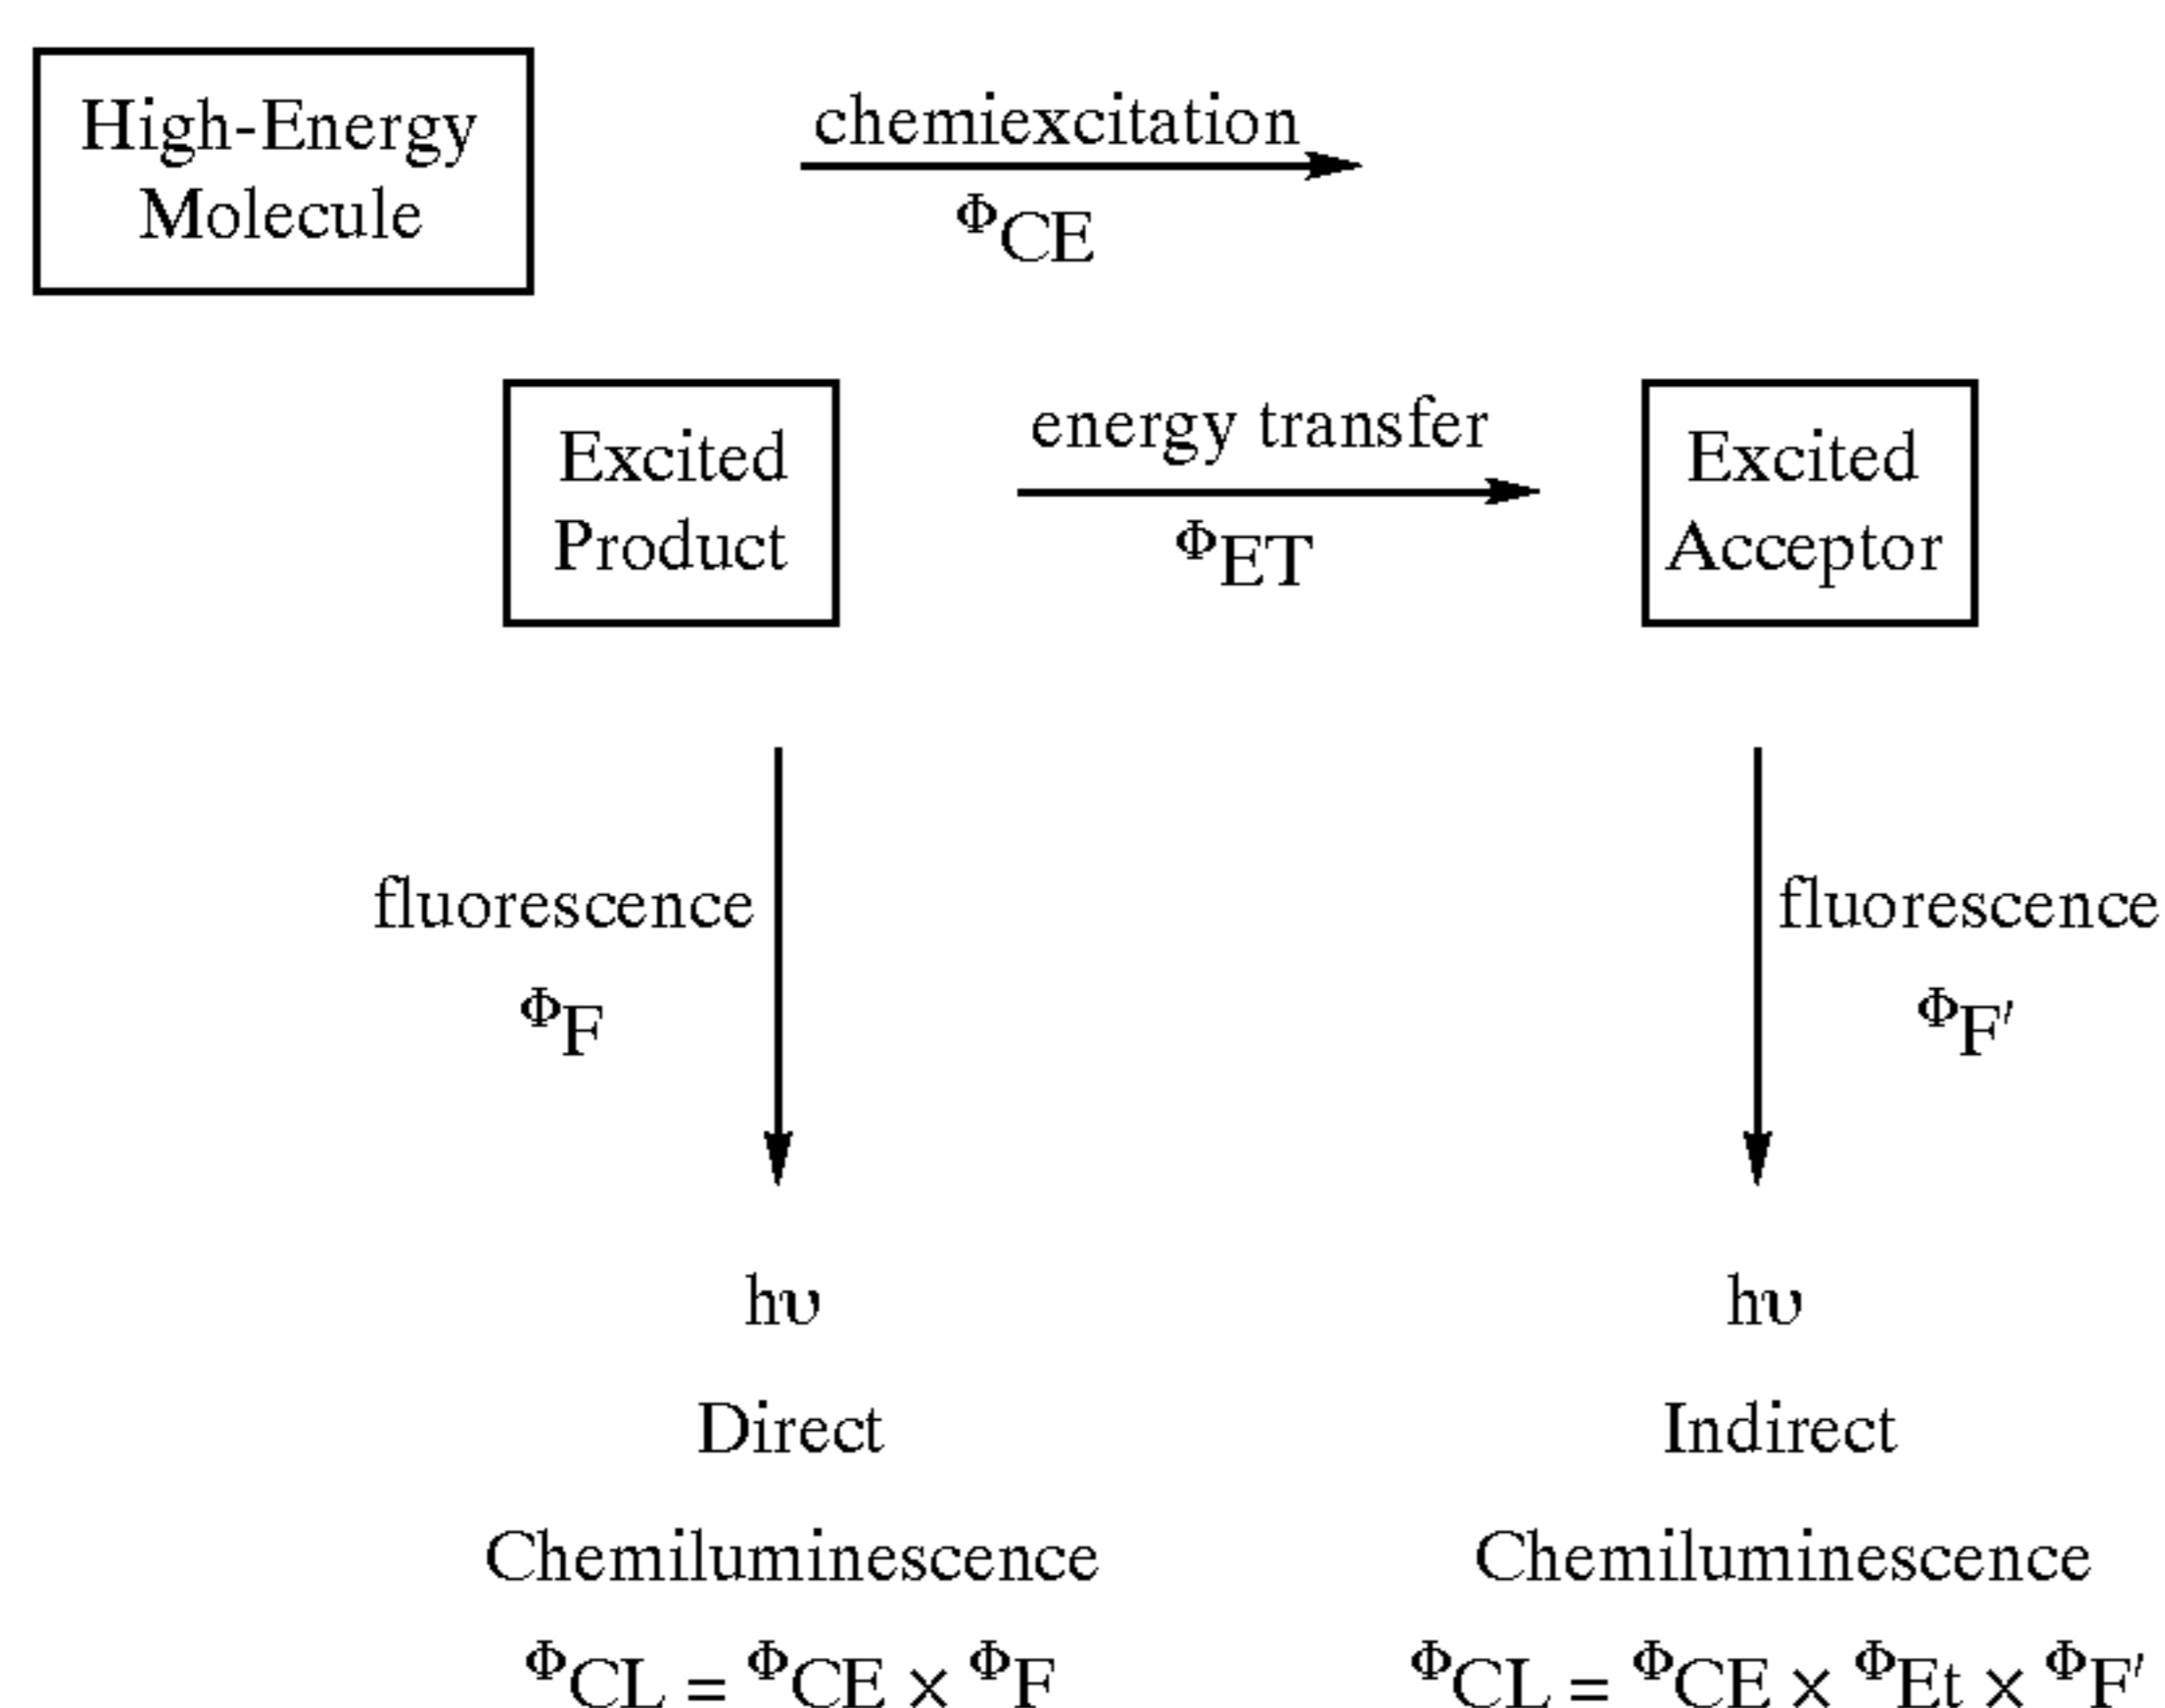 High-Energy
Molecule
chemiexcitation
ΦCE
Excited
Product
energy transfer
ΦET
Excited
Acceptor
fluorescence
ΦF
fluorescence
ΦF'
hυ
Direct
Chemiluminescence
ΦCL = ΦCE × ΦF
hυ
Indirect
Chemiluminescence
ΦCL = ΦCE × ΦEt × ΦF'